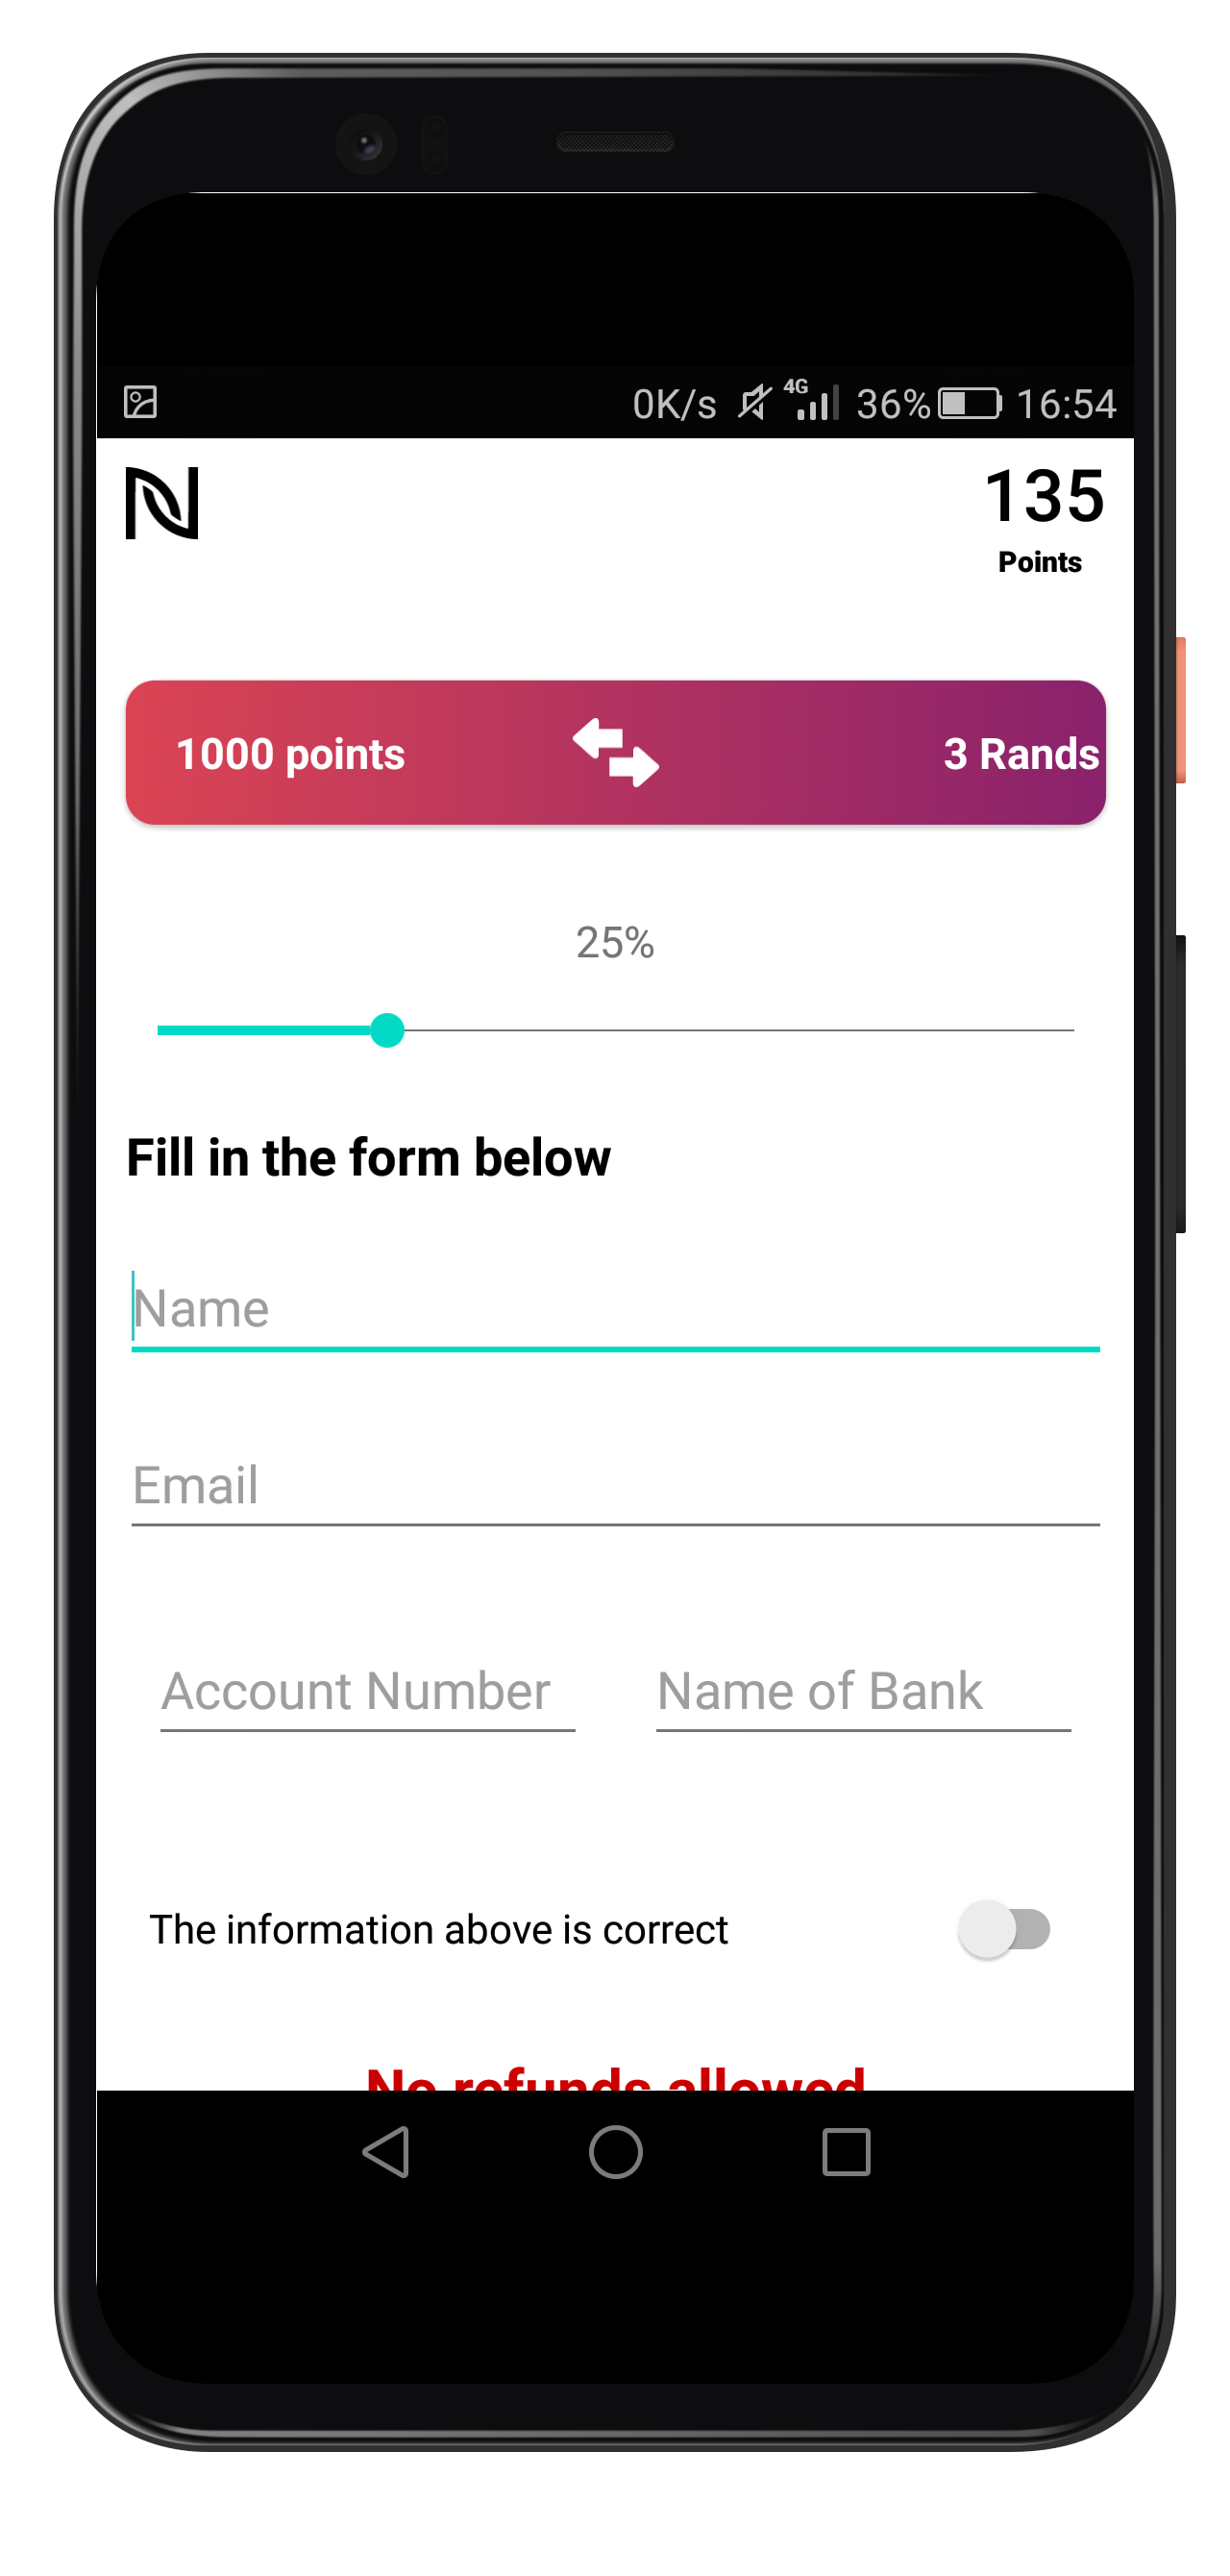 0K/s 4G 36% 16:54
135
Points
1000 points 3 Rands
25%
Fill in the form below
Name
Email
Account Number Name of Bank
The information above is correct
No refunds allowed